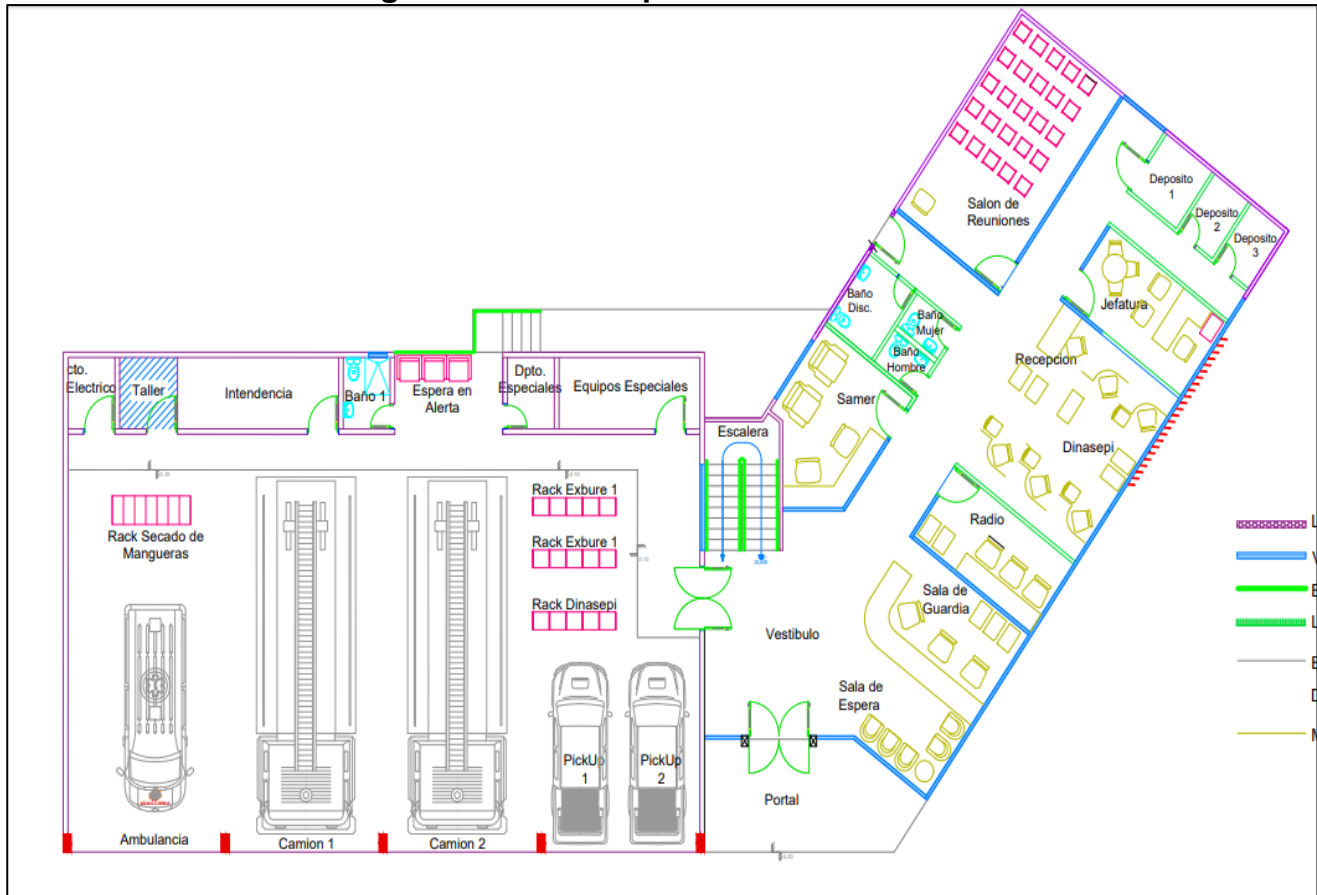 Salon de
Reuniones
Deposito
1
Deposito
2
Deposito
3
Baño
Disc.
Baño
Mujer
Baño
Hombre
Jefatura
Recepcion
Samer
Dinasepi
cto.
Electrico
Taller
Intendencia
Baño 1
Espera en
Alerta
Dpto.
Especiales
Equipos Especiales
Escalera
Rack Secado de
Mangueras
Rack Exbure 1
Rack Exbure 1
Rack Dinasepi
Radio
Sala de
Guardia
Vestibulo
Sala de
Espera
PickUp
1
PickUp
2
Portal
Ambulancia
Camion 1
Camion 2
L
V
E
L
E
D
M